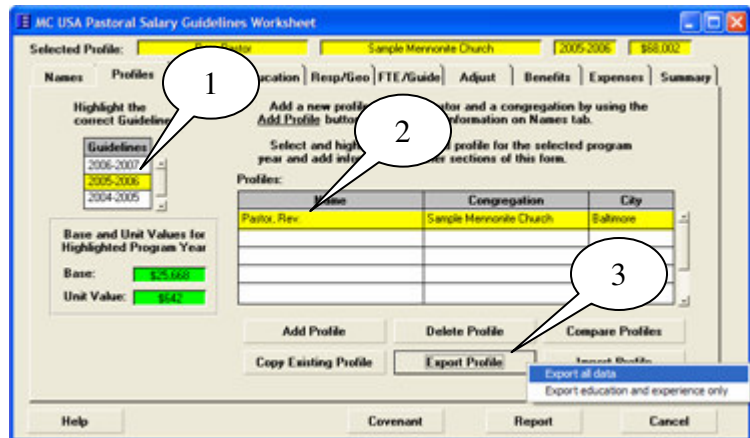 MC USA Pastoral Salary Guidelines Worksheet
Selected Profile: Pastor Sample Mennonite Church 2005-2006 $68,002
Names Profiles Resp/Geo FTE/Guide Adjust Benefits Expenses Summary
1
Highlight the
correct Guideline
Add a new profile and a congregation by using the
Add Profile information on Names
tab.
2
Select and profile for the selected program
year and add sections of this form.
Guidelines
2006-2007
2005-2006
2004-2005
Profiles:
Name Congregation City
Pastor, Rev. Sample Mennonite Church Baltimore
Base and Unit Values for
Highlighted Program Year
Base: $25,668
Unit Value: $642
3
Add Profile Delete Profile Compare Profiles
Copy Existing Profile Export Profile Import Profile
Export all data
Export education and experience only
Help Covenant Report Cancel